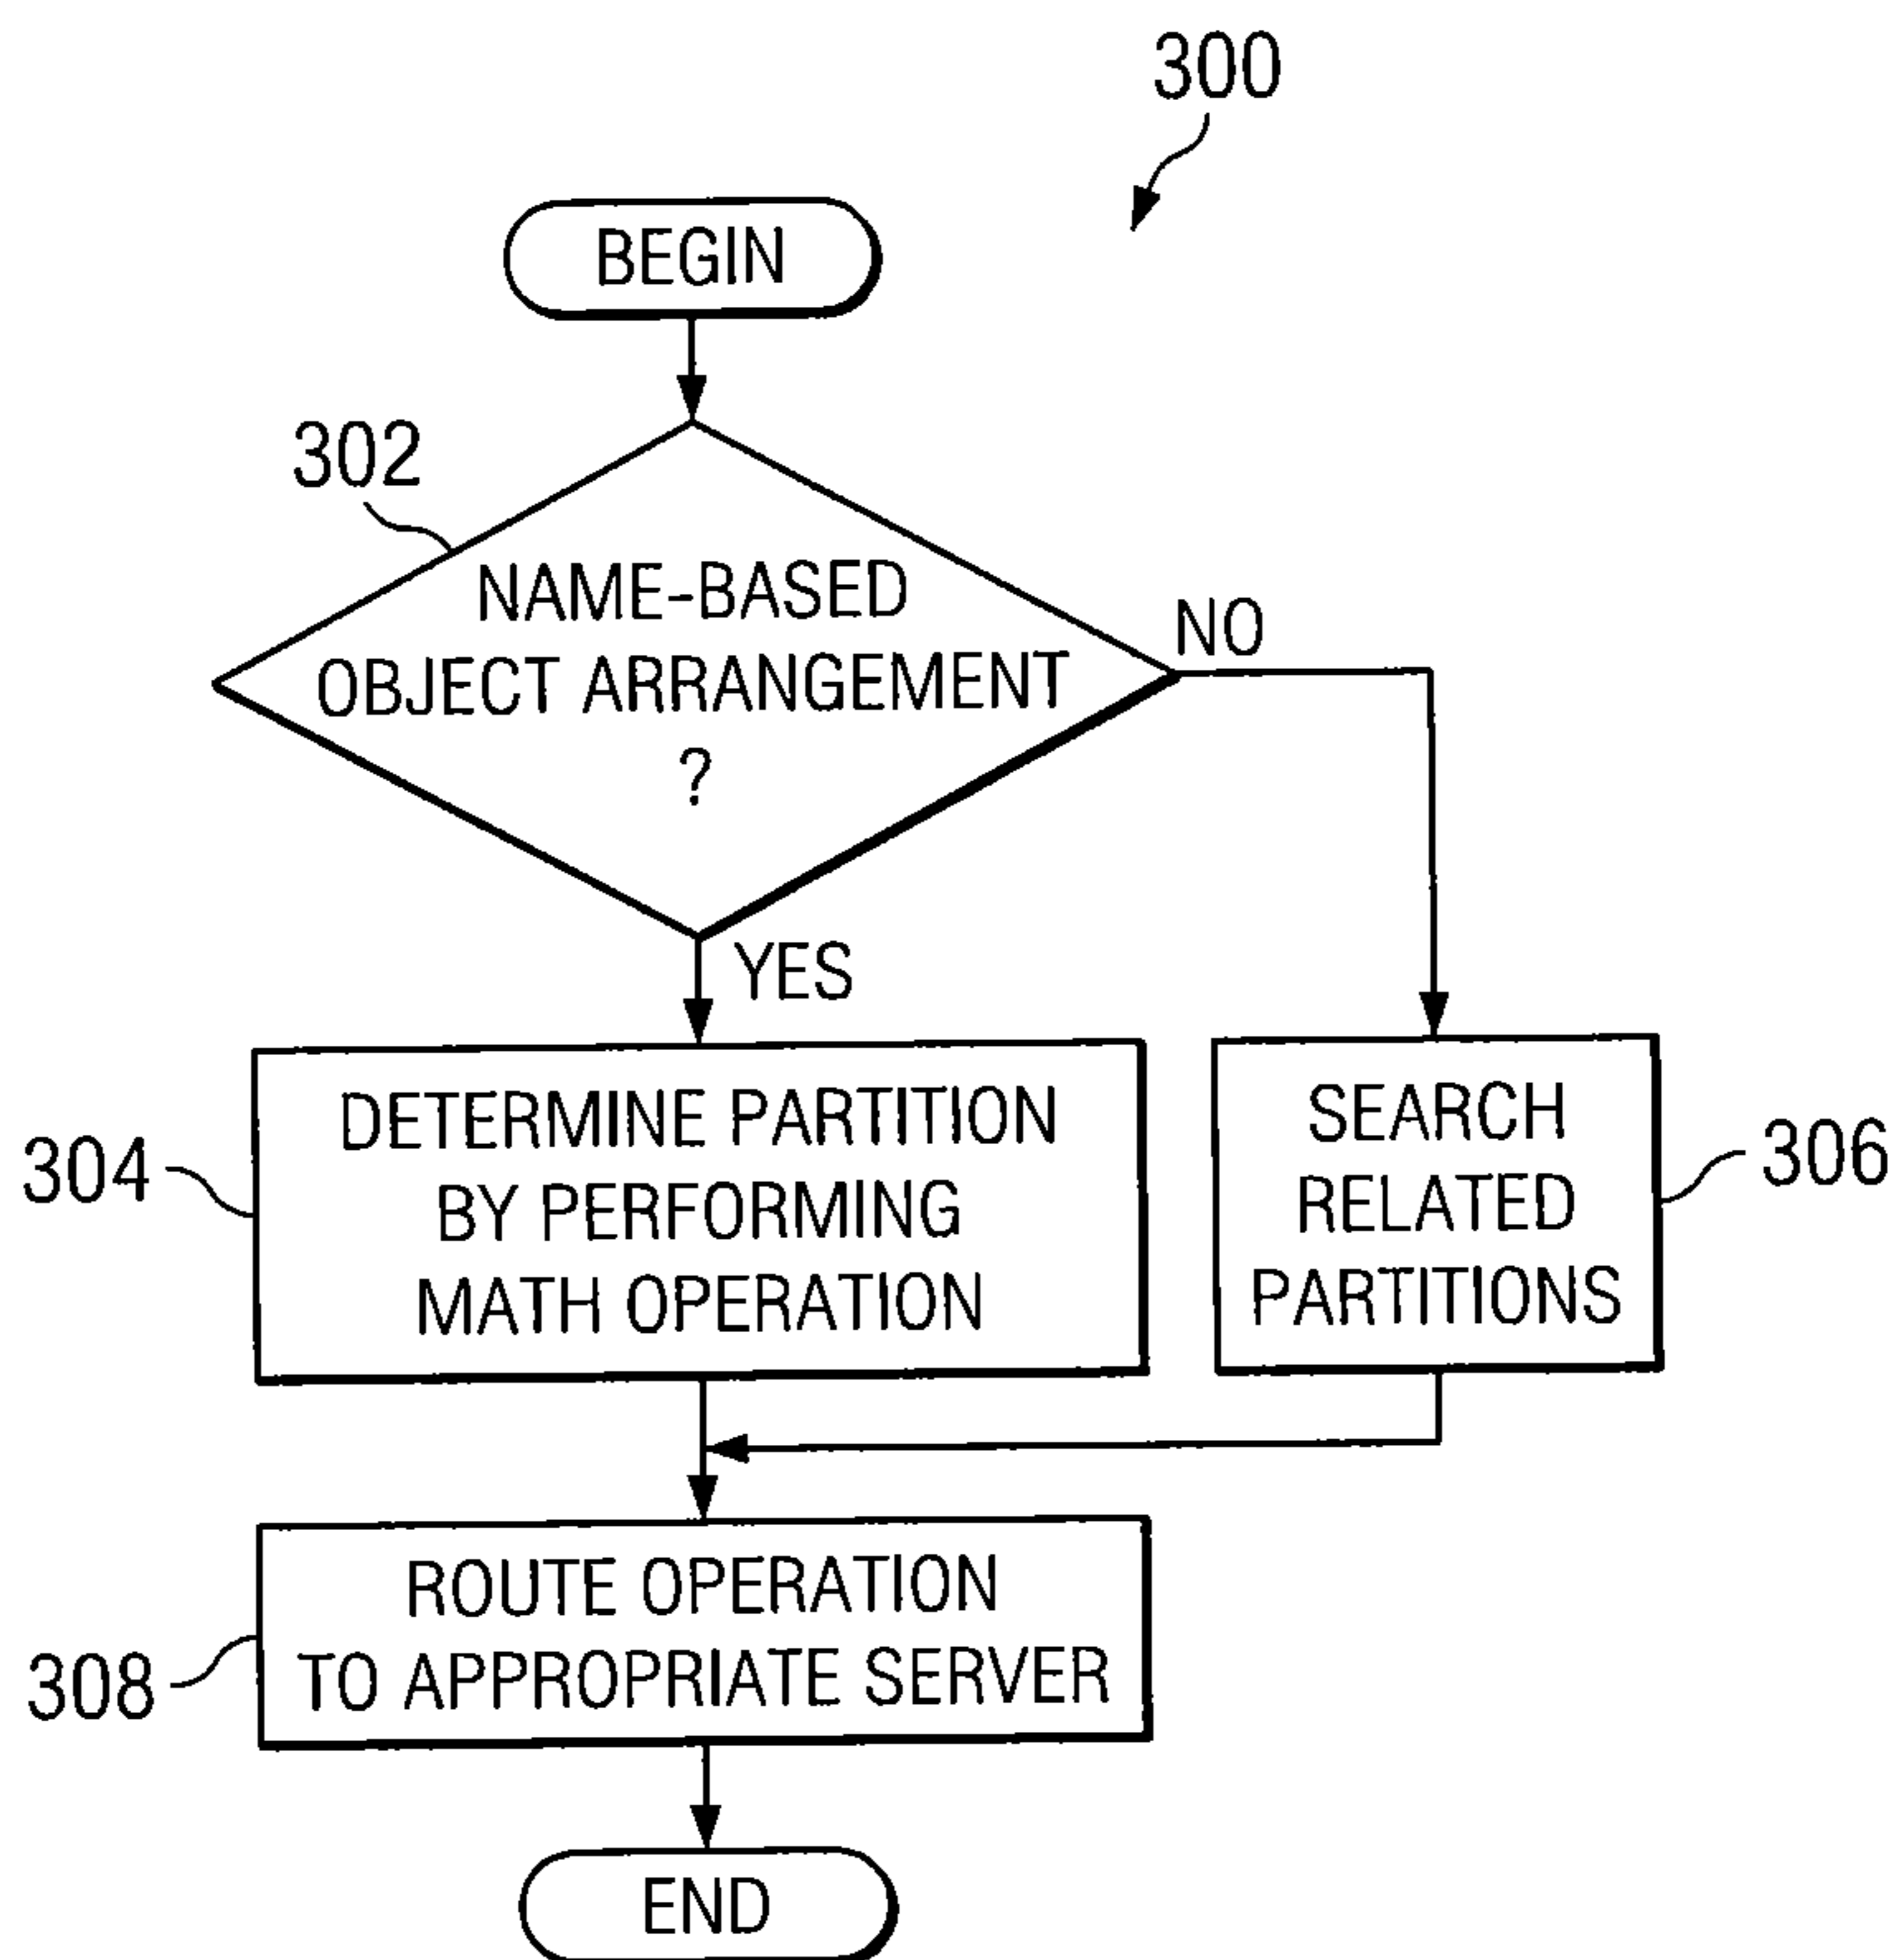 300
BEGIN
302
NAME-BASED
OBJECT ARRANGEMENT
?
NO
YES
304
DETERMINE PARTITION
BY PERFORMING
MATH OPERATION
SEARCH
RELATED
PARTITIONS
306
308
ROUTE OPERATION
TO APPROPRIATE SERVER
END